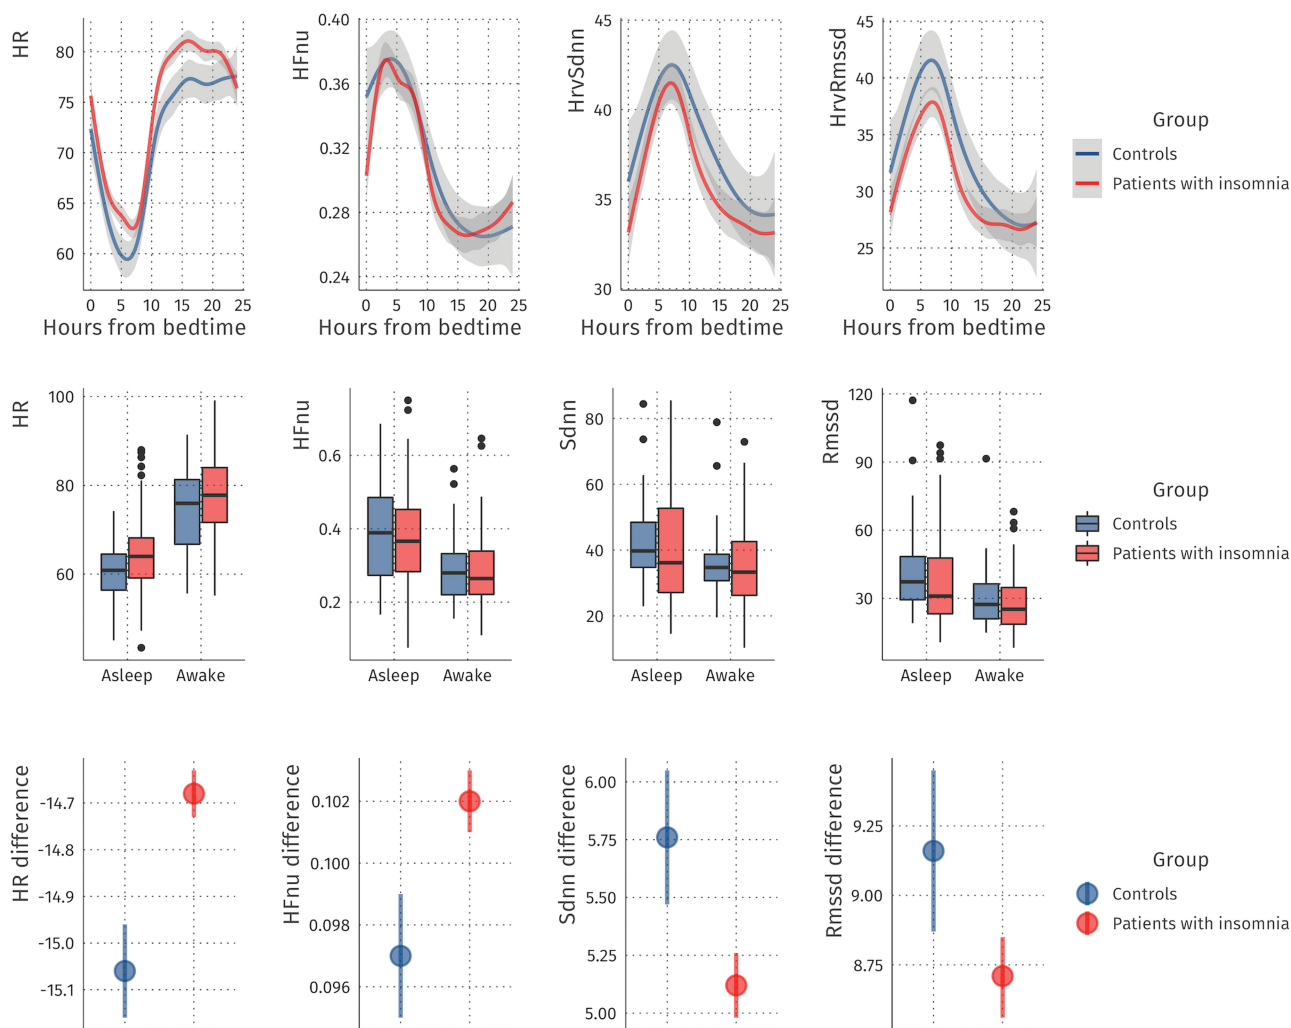 HR
80
75
70
65
60
0 5 10 15 20 25
Hours from bedtime
HFnu
0.40
0.36
0.32
0.28
0.24
0 5 10 15 20 25
Hours from bedtime
HrvSdnn
45
40
35
30
0 5 10 15 20 25
Hours from bedtime
HrvRmssd
45
40
35
30
25
0 5 10 15 20 25
Hours from bedtime
Group
Controls
Patients with insomnia
HR
100
80
60
Asleep Awake
HFnu
0.6
0.4
0.2
Asleep Awake
Sdnn
80
60
40
20
Asleep Awake
Rmssd
120
90
60
30
Asleep Awake
Group
Controls
Patients with insomnia
HR difference
-14.7
-14.8
-14.9
-15.0
-15.1
HFnu difference
0.102
0.100
0.098
0.096
Sdnn difference
6.00
5.75
5.50
5.25
5.00
Rmssd difference
9.25
9.00
8.75
Group
Controls
Patients with insomnia